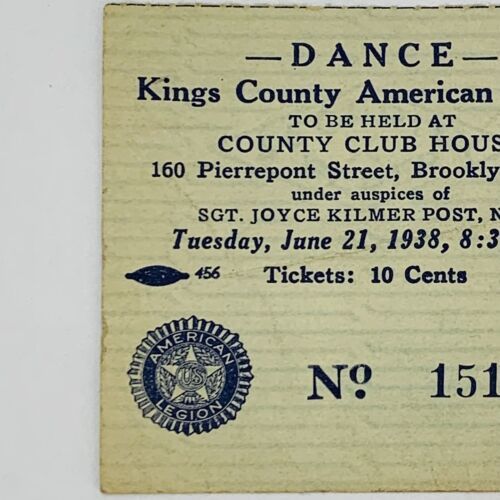 —DANCE—
Kings County American
TO BE HELD AT
COUNTY CLUB HOUS
160 Pierrepont Street, Brookly
under auspices of
SGT. JOYCE KILMER POST, N
Tuesday, June 21, 1938, 8:3
456 Tickets: 10 Cents
AMERICAN
US
LEGION
No. 151